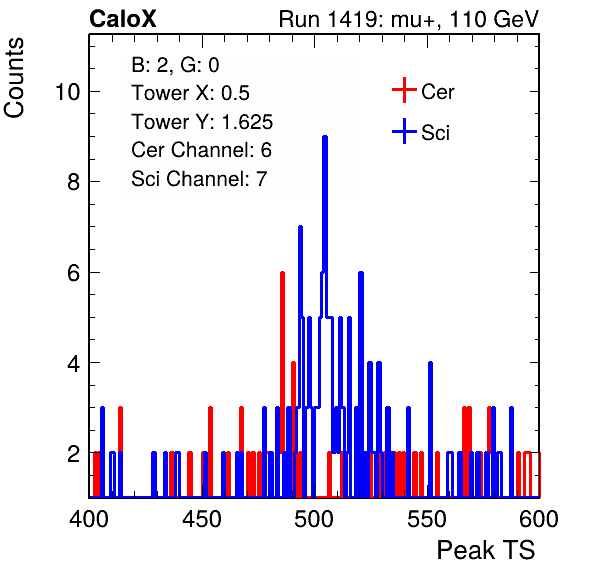 CaloX Run 1419: mu+, 110 GeV
Counts
B: 2, G: 0
Tower X: 0.5
Tower Y: 1.625
Cer Channel: 6
Sci Channel: 7
Cer
Sci
10
8
6
4
2
400 450 500 550 600
Peak TS